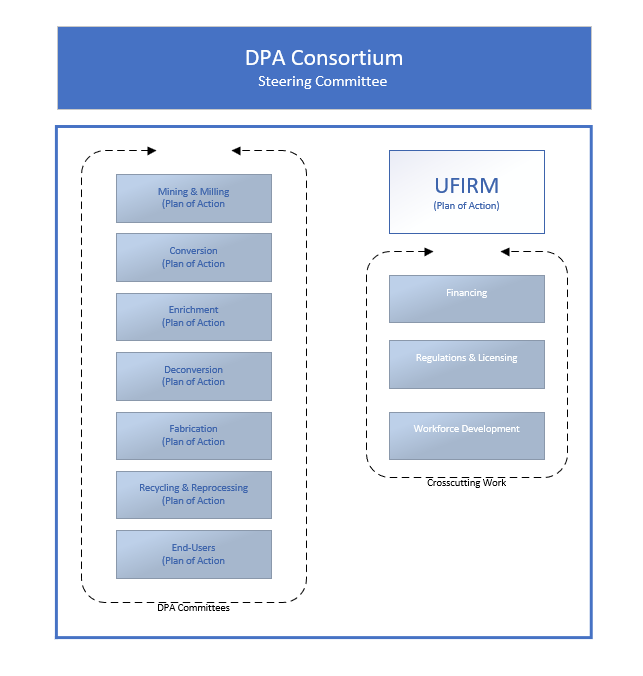 DPA Consortium
Steering Committee
Mining & Milling
(Plan of Action
Conversion
(Plan of Action
Enrichment
(Plan of Action
Deconversion
(Plan of Action
Fabrication
(Plan of Action
Recycling & Reprocessing
(Plan of Action
End-Users
(Plan of Action
DPA Committees
UFIRM
(Plan of Action)
Financing
Regulations & Licensing
Workforce Development
Crosscutting Work